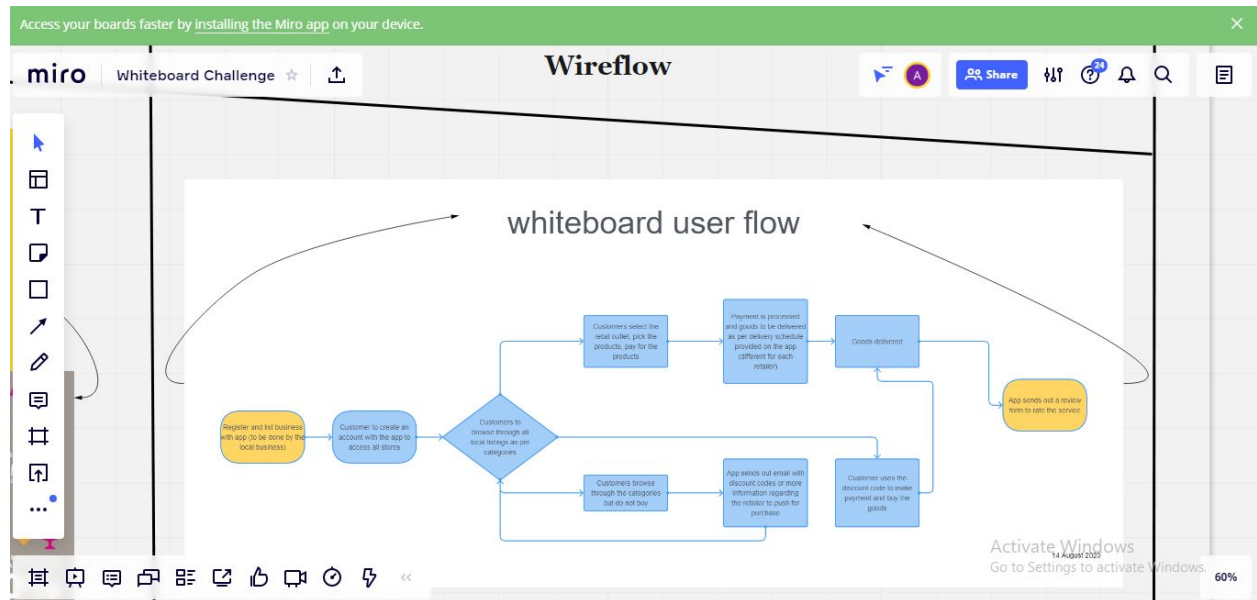 Access your boards faster by installing the Miro app on your device.
Wireflow
miro
Whiteboard Challenge
A
Share
24
whiteboard user flow
Customers select the
retail outlet, pick the
products, pay for the
products
Payment is processed
and goods to be delivered
as per delivery schedule
provided on the app
(different for each
retailer)
Goods delivered
App sends out a review
form to rate the service
Register and list business
with app (to be done by the
local business)
Customer to create an
account with the app to
access all stores
Customers to
browse through all
local listings as per
categories
Customers browse
through the categories
but do not buy
App sends out email with
discount codes or more
information regarding
the retailer to push for
purchase
Customer uses the
discount code to make
payment and buy the
goods
14 August 2020
Activate Windows
Go to Settings to activate Windows.
60%